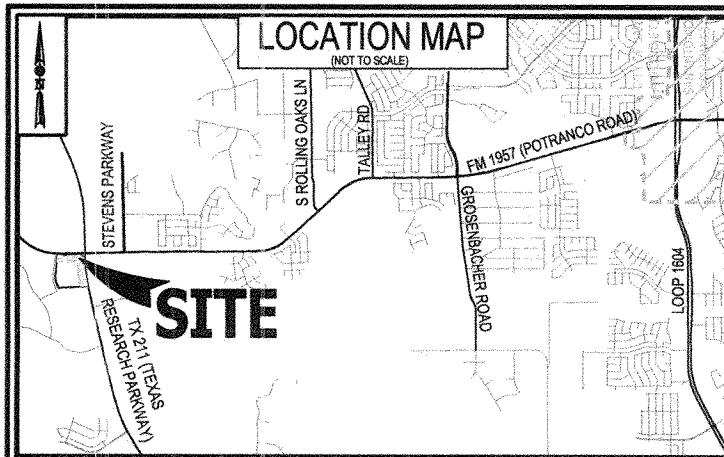 LOCATION MAP
(NOT TO SCALE)
STEVENS PARKWAY
S ROLLING OAKS LN
TALLEY RD
FM 1957 (POTRANCO ROAD)
GROSENBACHER ROAD
LOOP 1604
SITE
TX 211 (TEXAS
RESEARCH PARKWAY)